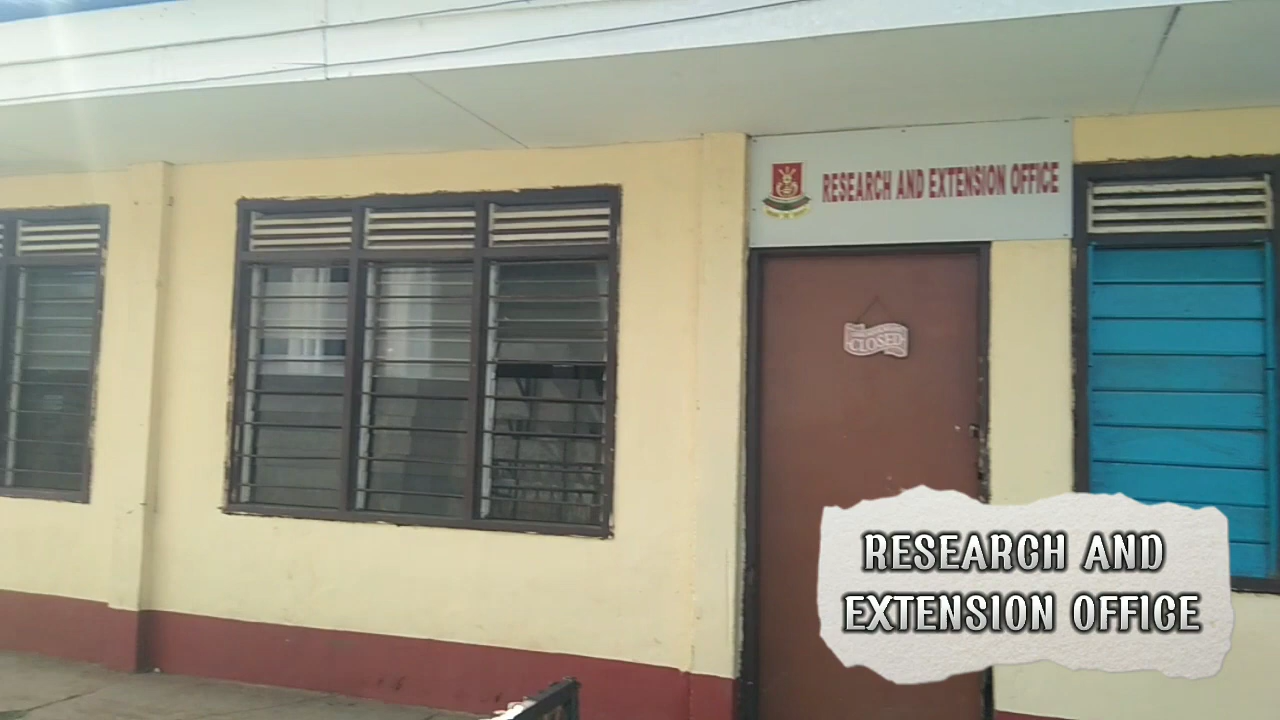 RESEARCH AND EXTENSION OFFICE
CLOSED
RESEARCH AND
EXTENSION OFFICE